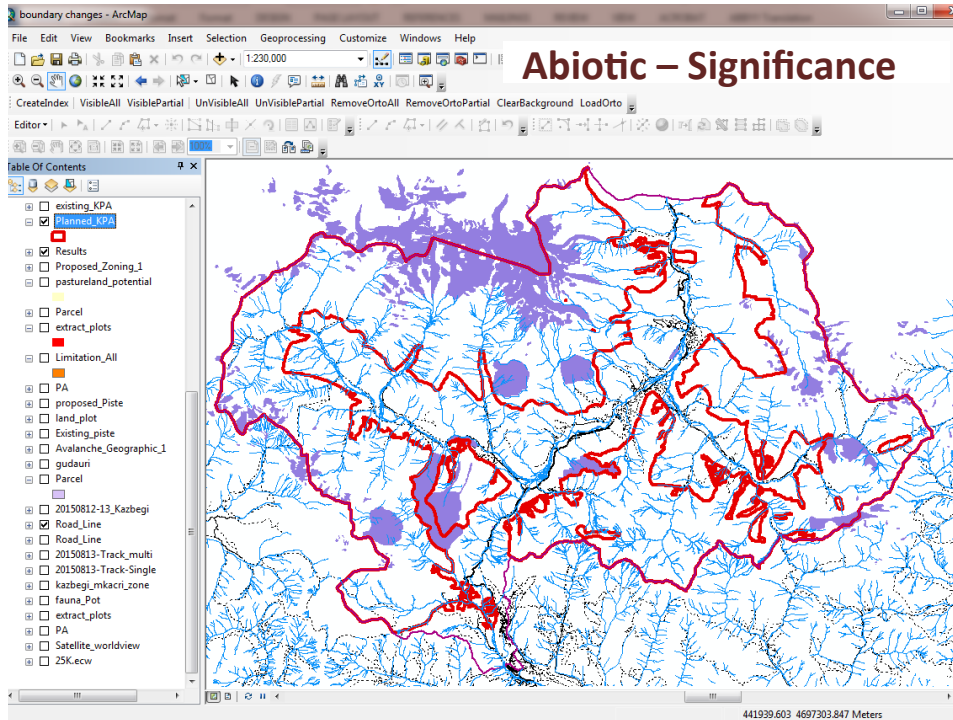 boundary changes - ArcMap
File Edit View Bookmarks Insert Selection Geoprocessing Customize Windows Help
1:230,000
Abiotic – Significance
CreateIndex VisibleAll VisiblePartial UnVisibleAll UnVisiblePartial RemoveOrtoAll RemoveOrtoPartial ClearBackground LoadOrto
Editor
100%
Table Of Contents
existing_KPA
Planned_KPA
Results
Proposed_Zoning_1
pastureland_potential
Parcel
extract_plots
Limitation_All
PA
proposed_Piste
land_plot
Existing_piste
Avalanche_Geographic_1
gudauri
Parcel
20150812-13_Kazbegi
Road_Line
Road_Line
20150813-Track_multi
20150813-Track-Single
kazbegi_mkacri_zone
fauna_Pot
extract_plots
PA
Satellite_worldview
25K.ecw
441939.603 4697303.847 Meters